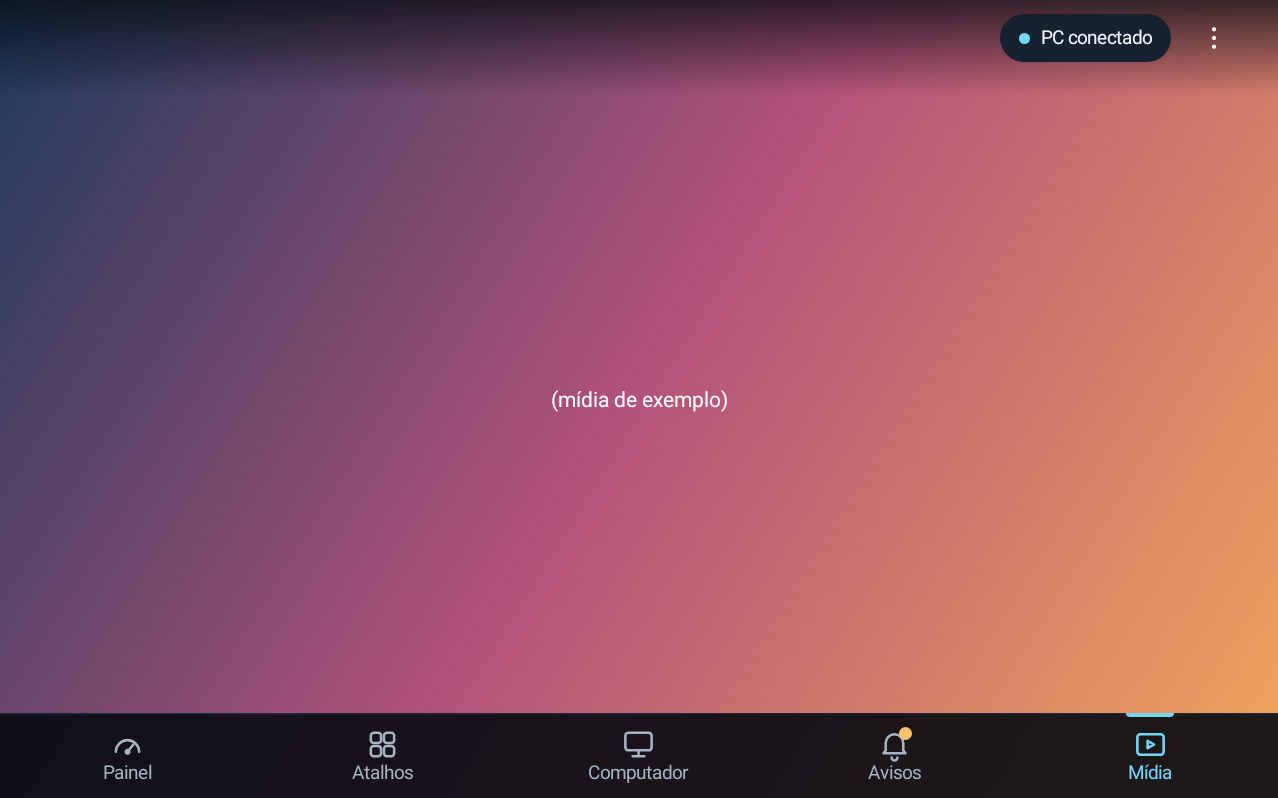 PC conectado
(mídia de exemplo)
Painel
Atalhos
Computador
Avisos
Mídia